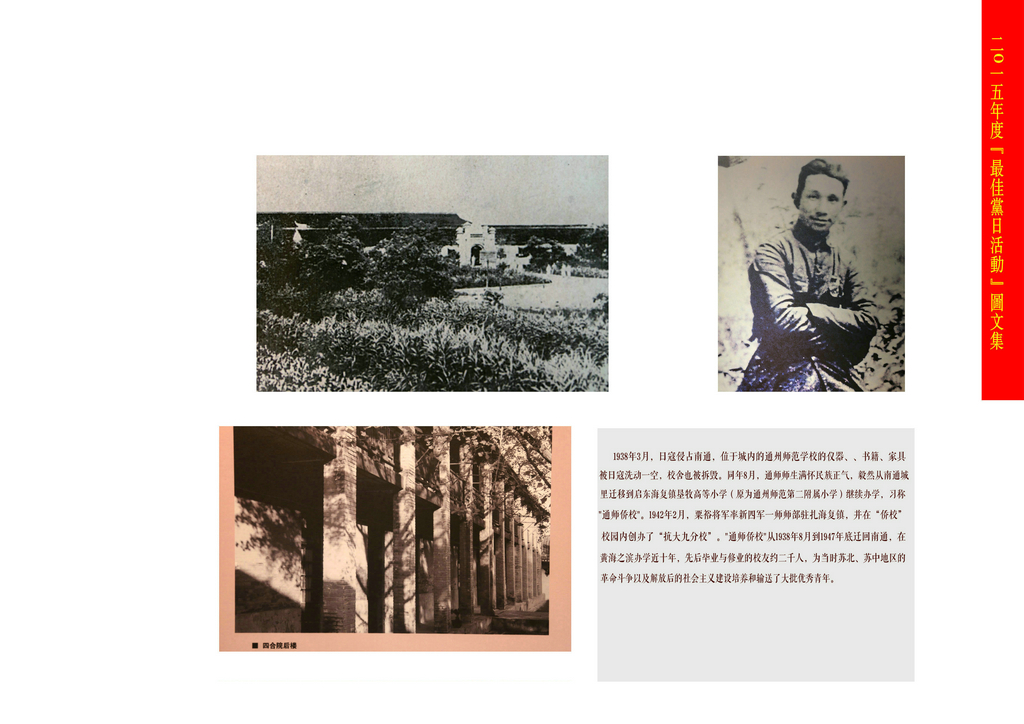 二〇一五年度『最佳黨日活動』圖文集
■ 四合院后楼
1938年3月，日寇侵占南通，位于城内的通州师范学校的仪器、、书籍、家具
被日寇洗动一空，校舍也被拆毁。同年8月，通师师生满怀民族正气，毅然从南通城
里迁移到启东海复镇垦牧高等小学（原为通州师范第二附属小学）继续办学，习称
"通师侨校"。1942年2月，粟裕将军率新四军一师师部驻扎海复镇，并在“侨校”
校园内创办了“抗大九分校”。"通师侨校"从1938年8月到1947年底迁回南通，在
黄海之滨办学近十年，先后毕业与修业的校友约二千人，为当时苏北、苏中地区的
革命斗争以及解放后的社会主义建设培养和输送了大批优秀青年。